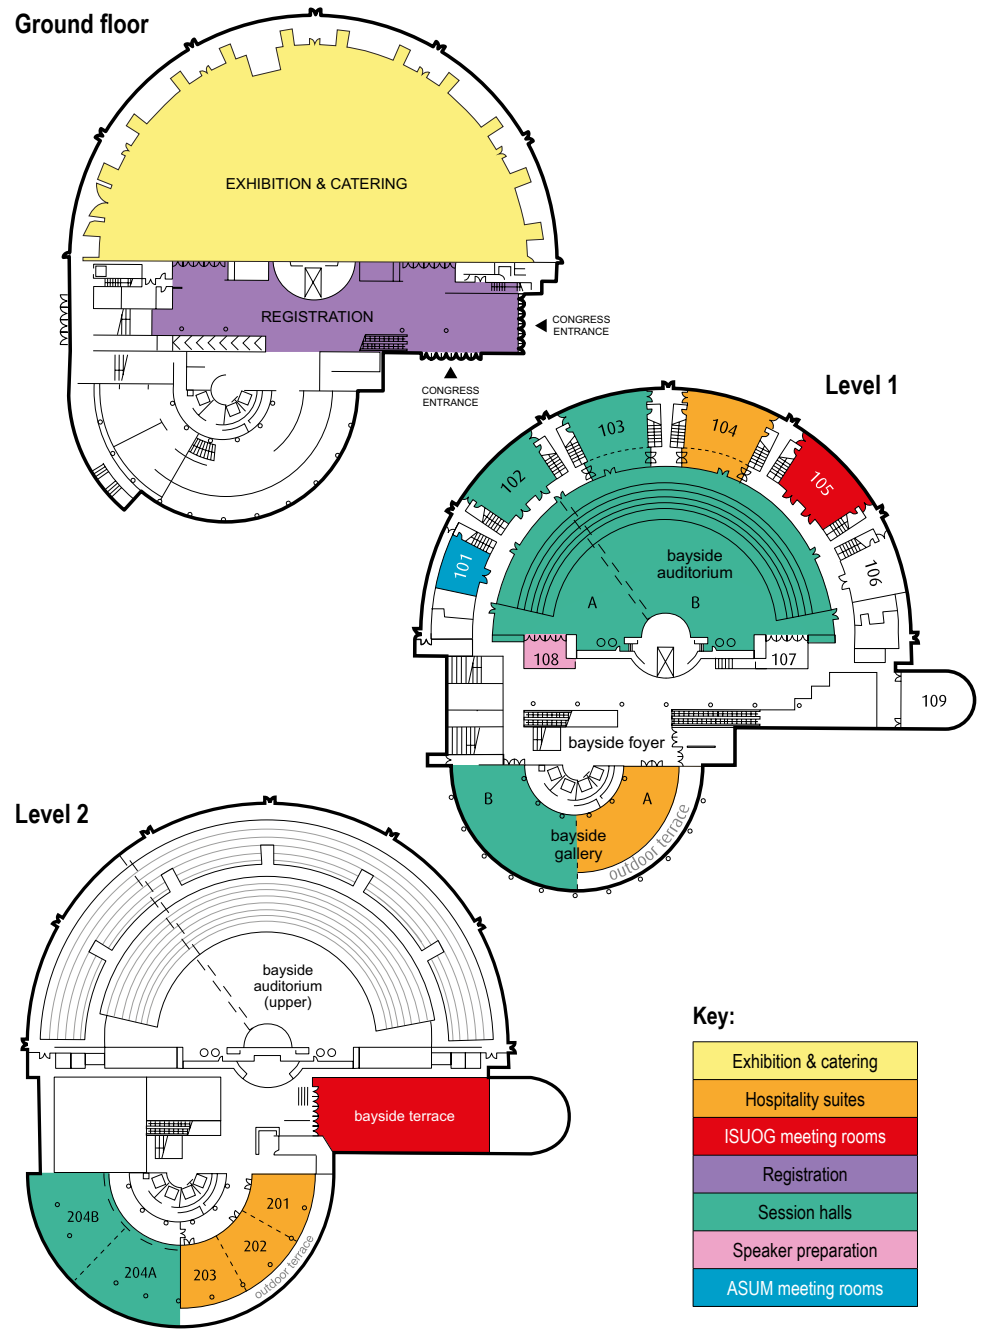 Ground floor
EXHIBITION & CATERING
REGISTRATION
CONGRESS
ENTRANCE
CONGRESS
ENTRANCE
Level 1
101
102
103
104
105
106
bayside
auditorium
A
B
108
107
109
bayside foyer
B
A
bayside
gallery
outdoor terrace
Level 2
bayside
auditorium
(upper)
bayside terrace
204B
204A
203
202
201
outdoor terrace
Key:
Exhibition & catering
Hospitality suites
ISUOG meeting rooms
Registration
Session halls
Speaker preparation
ASUM meeting rooms